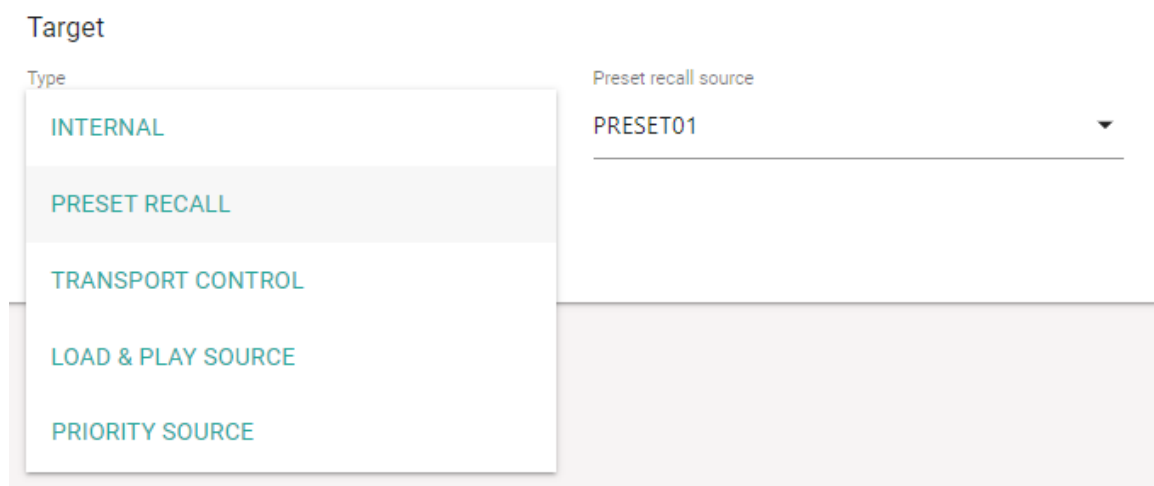 Target
Type
Preset recall source
INTERNAL
PRESET01
PRESET RECALL
TRANSPORT CONTROL
LOAD & PLAY SOURCE
PRIORITY SOURCE